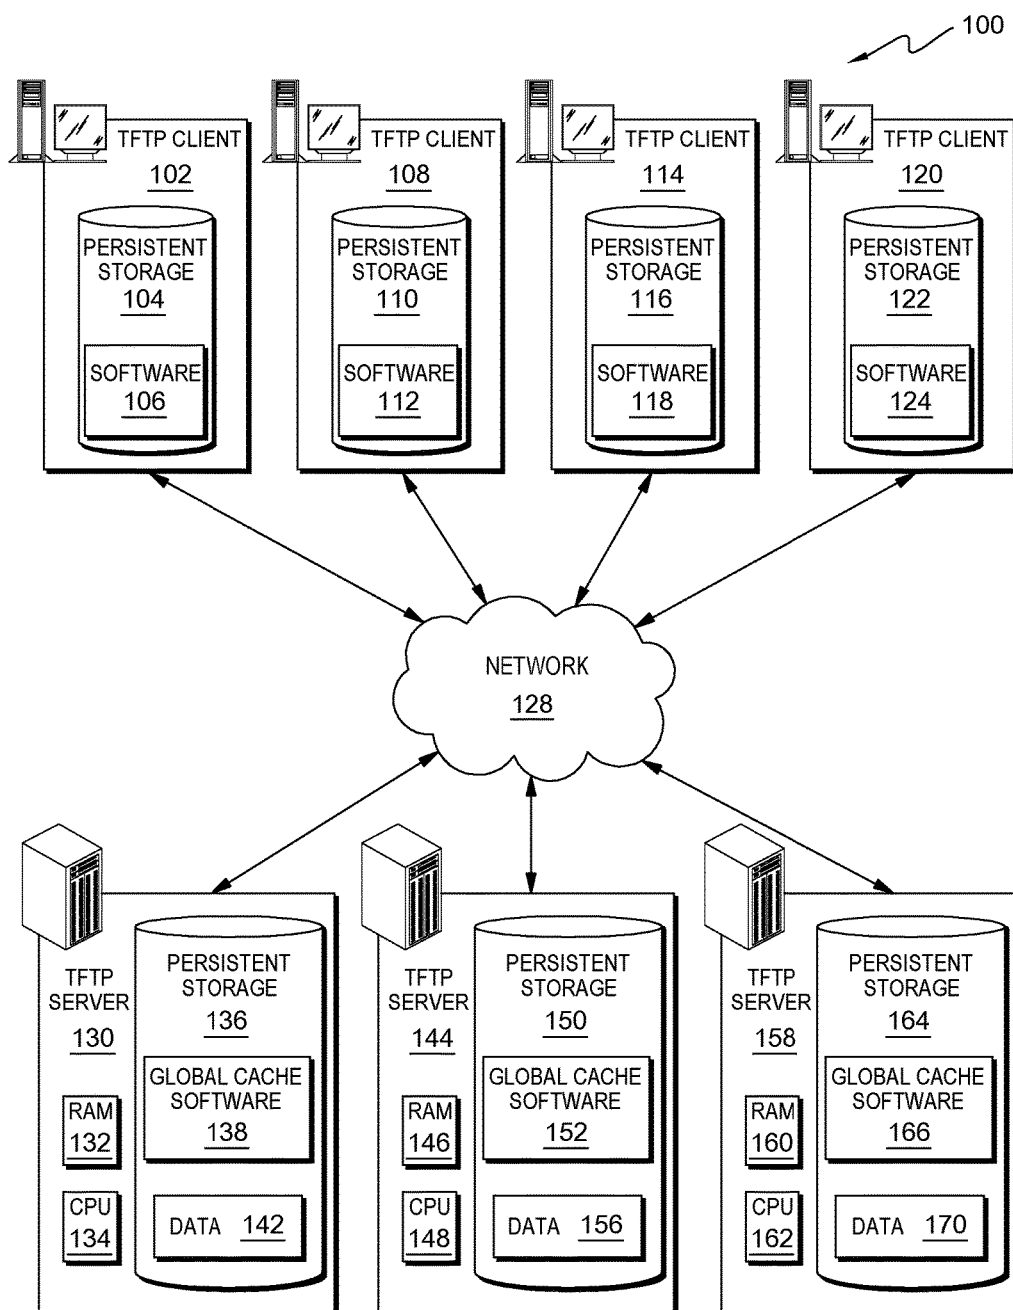 100
TFTP CLIENT
102
PERSISTENT
STORAGE
104
SOFTWARE
106
TFTP CLIENT
108
PERSISTENT
STORAGE
110
SOFTWARE
112
TFTP CLIENT
114
PERSISTENT
STORAGE
116
SOFTWARE
118
TFTP CLIENT
120
PERSISTENT
STORAGE
122
SOFTWARE
124
NETWORK
128
TFTP
SERVER
130
RAM
132
CPU
134
PERSISTENT
STORAGE
136
GLOBAL CACHE
SOFTWARE
138
DATA 142
TFTP
SERVER
144
RAM
146
CPU
148
PERSISTENT
STORAGE
150
GLOBAL CACHE
SOFTWARE
152
DATA 156
TFTP
SERVER
158
RAM
160
CPU
162
PERSISTENT
STORAGE
164
GLOBAL CACHE
SOFTWARE
166
DATA 170